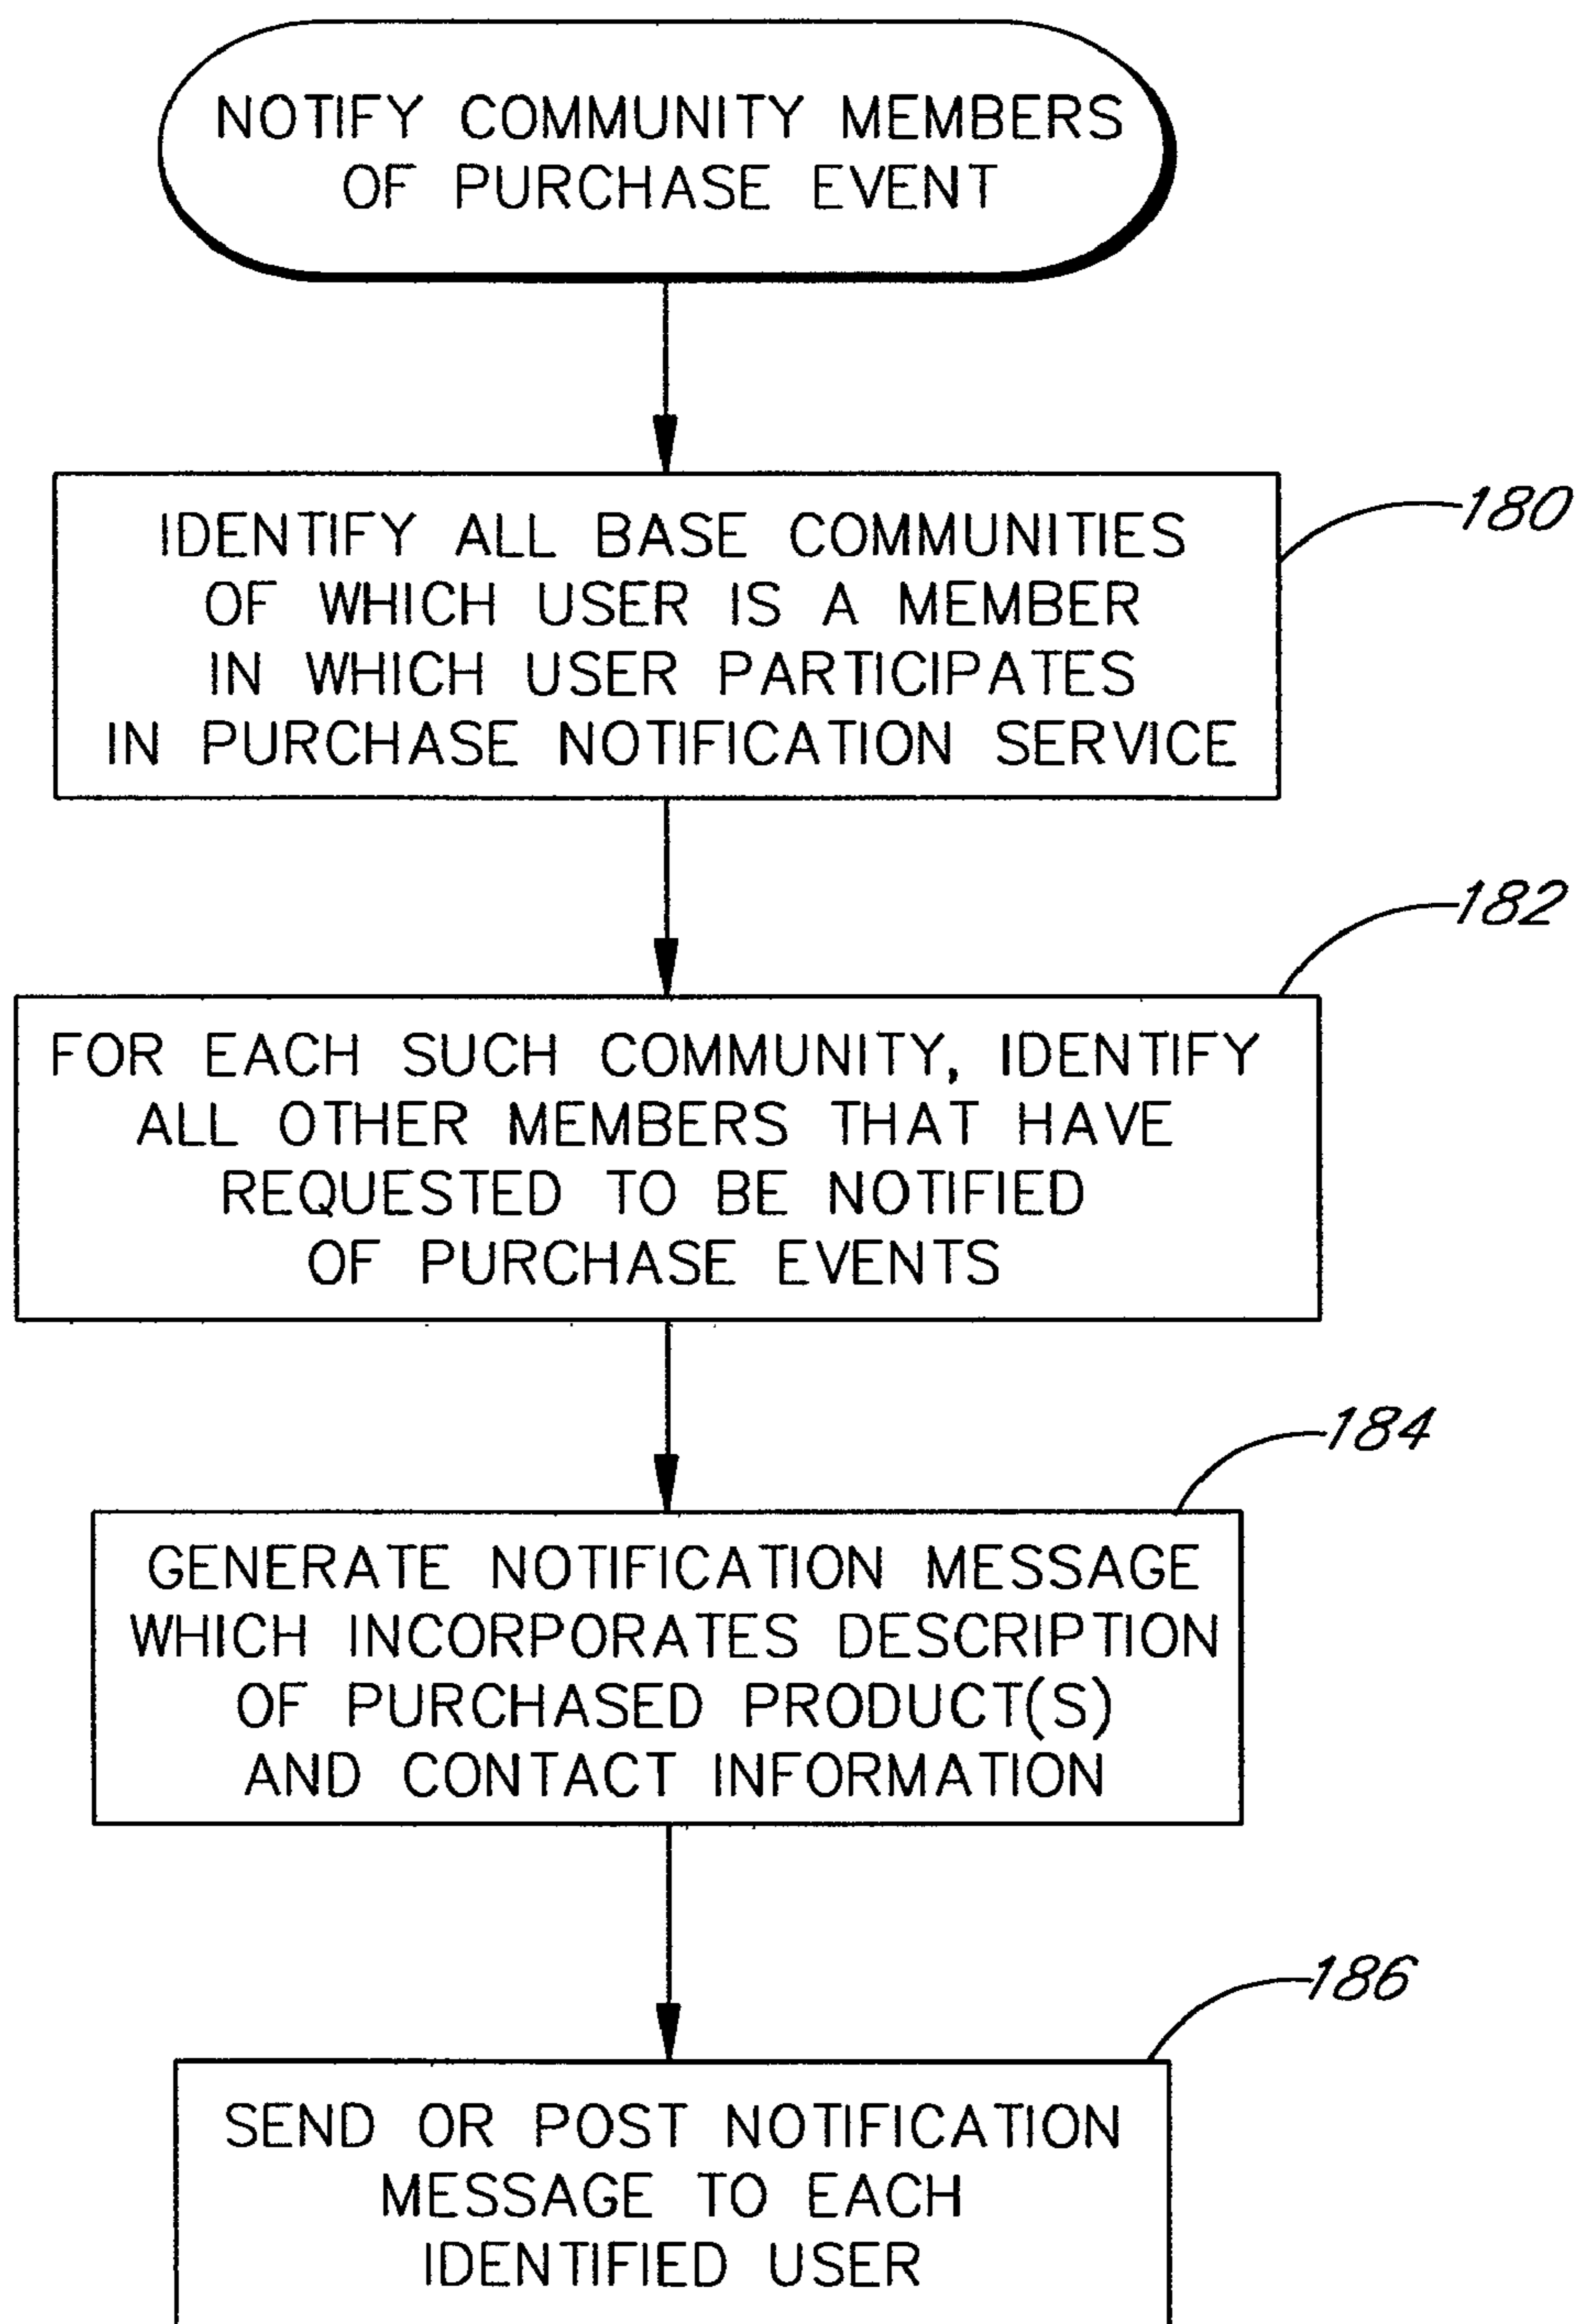 NOTIFY COMMUNITY MEMBERS
OF PURCHASE EVENT
IDENTIFY ALL BASE COMMUNITIES
OF WHICH USER IS A MEMBER
IN WHICH USER PARTICIPATES
IN PURCHASE NOTIFICATION SERVICE
180
FOR EACH SUCH COMMUNITY, IDENTIFY
ALL OTHER MEMBERS THAT HAVE
REQUESTED TO BE NOTIFIED
OF PURCHASE EVENTS
182
GENERATE NOTIFICATION MESSAGE
WHICH INCORPORATES DESCRIPTION
OF PURCHASED PRODUCT(S)
AND CONTACT INFORMATION
184
SEND OR POST NOTIFICATION
MESSAGE TO EACH
IDENTIFIED USER
186